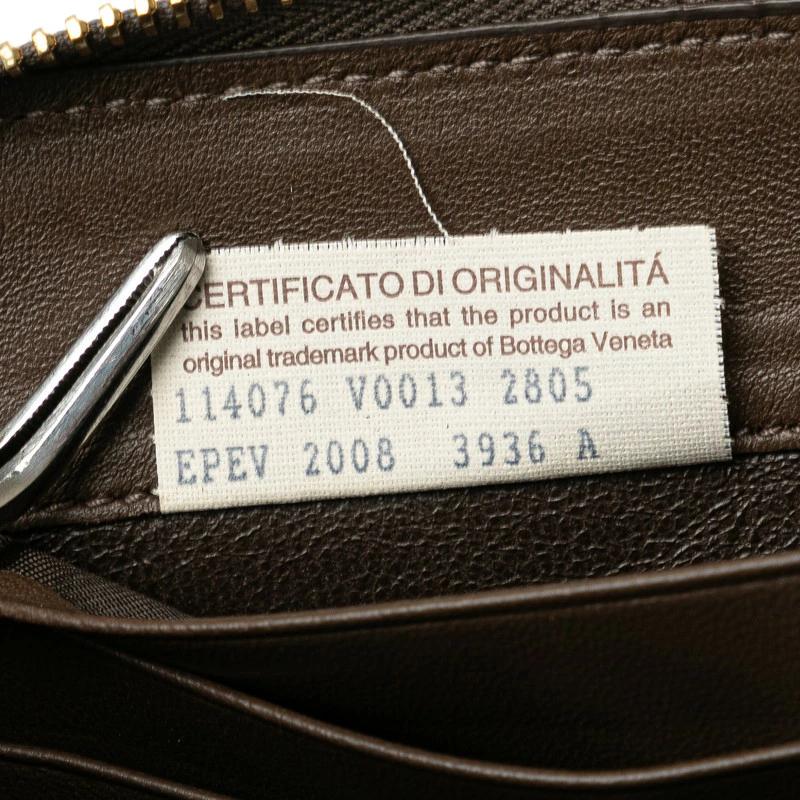 CERTIFICATO DI ORIGINALITÁ
this label certifies that the product is an
original trademark product of Bottega Veneta
114076 V0013 2805
EPEV 2008 3936 A